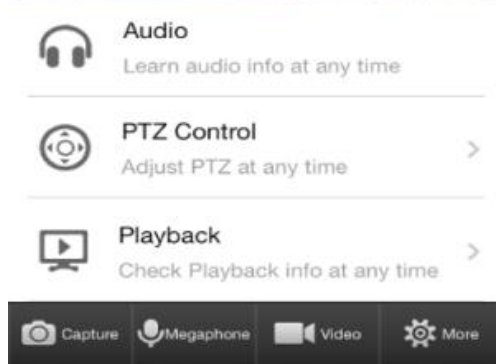 Audio
Learn audio info at any time
PTZ Control
Adjust PTZ at any time
Playback
Check Playback info at any time
Capture Megaphone Video More